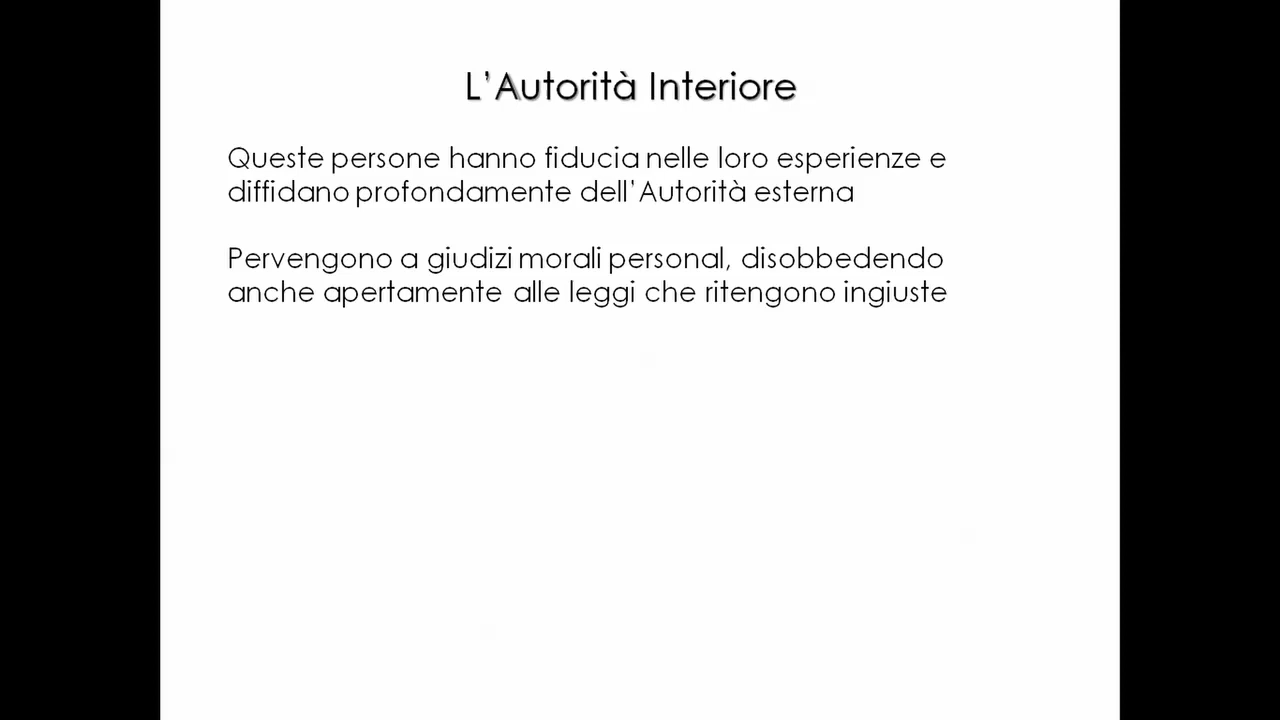 L’Autorità Interiore
Queste persone hanno fiducia nelle loro esperienze e
diffidano profondamente dell’Autorità esterna
Pervengono a giudizi morali personal, disobbedendo
anche apertamente alle leggi che ritengono ingiuste